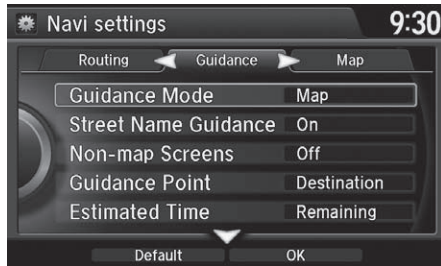 Navi settings 9:30
Routing Guidance Map
Guidance Mode Map
Street Name Guidance On
Non-map Screens Off
Guidance Point Destination
Estimated Time Remaining
Default OK